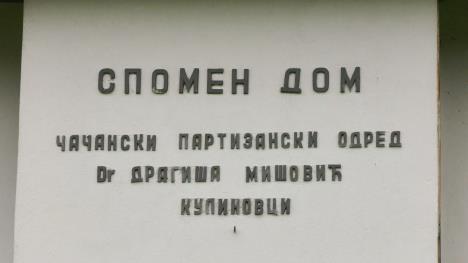 СПОМЕН ДОМ
ЧАЧАНСКИ ПАРТИЗАНСКИ ОДРЕД
Dr ДРАГИША МИШОВИЋ
КУЛИНОВЦИ